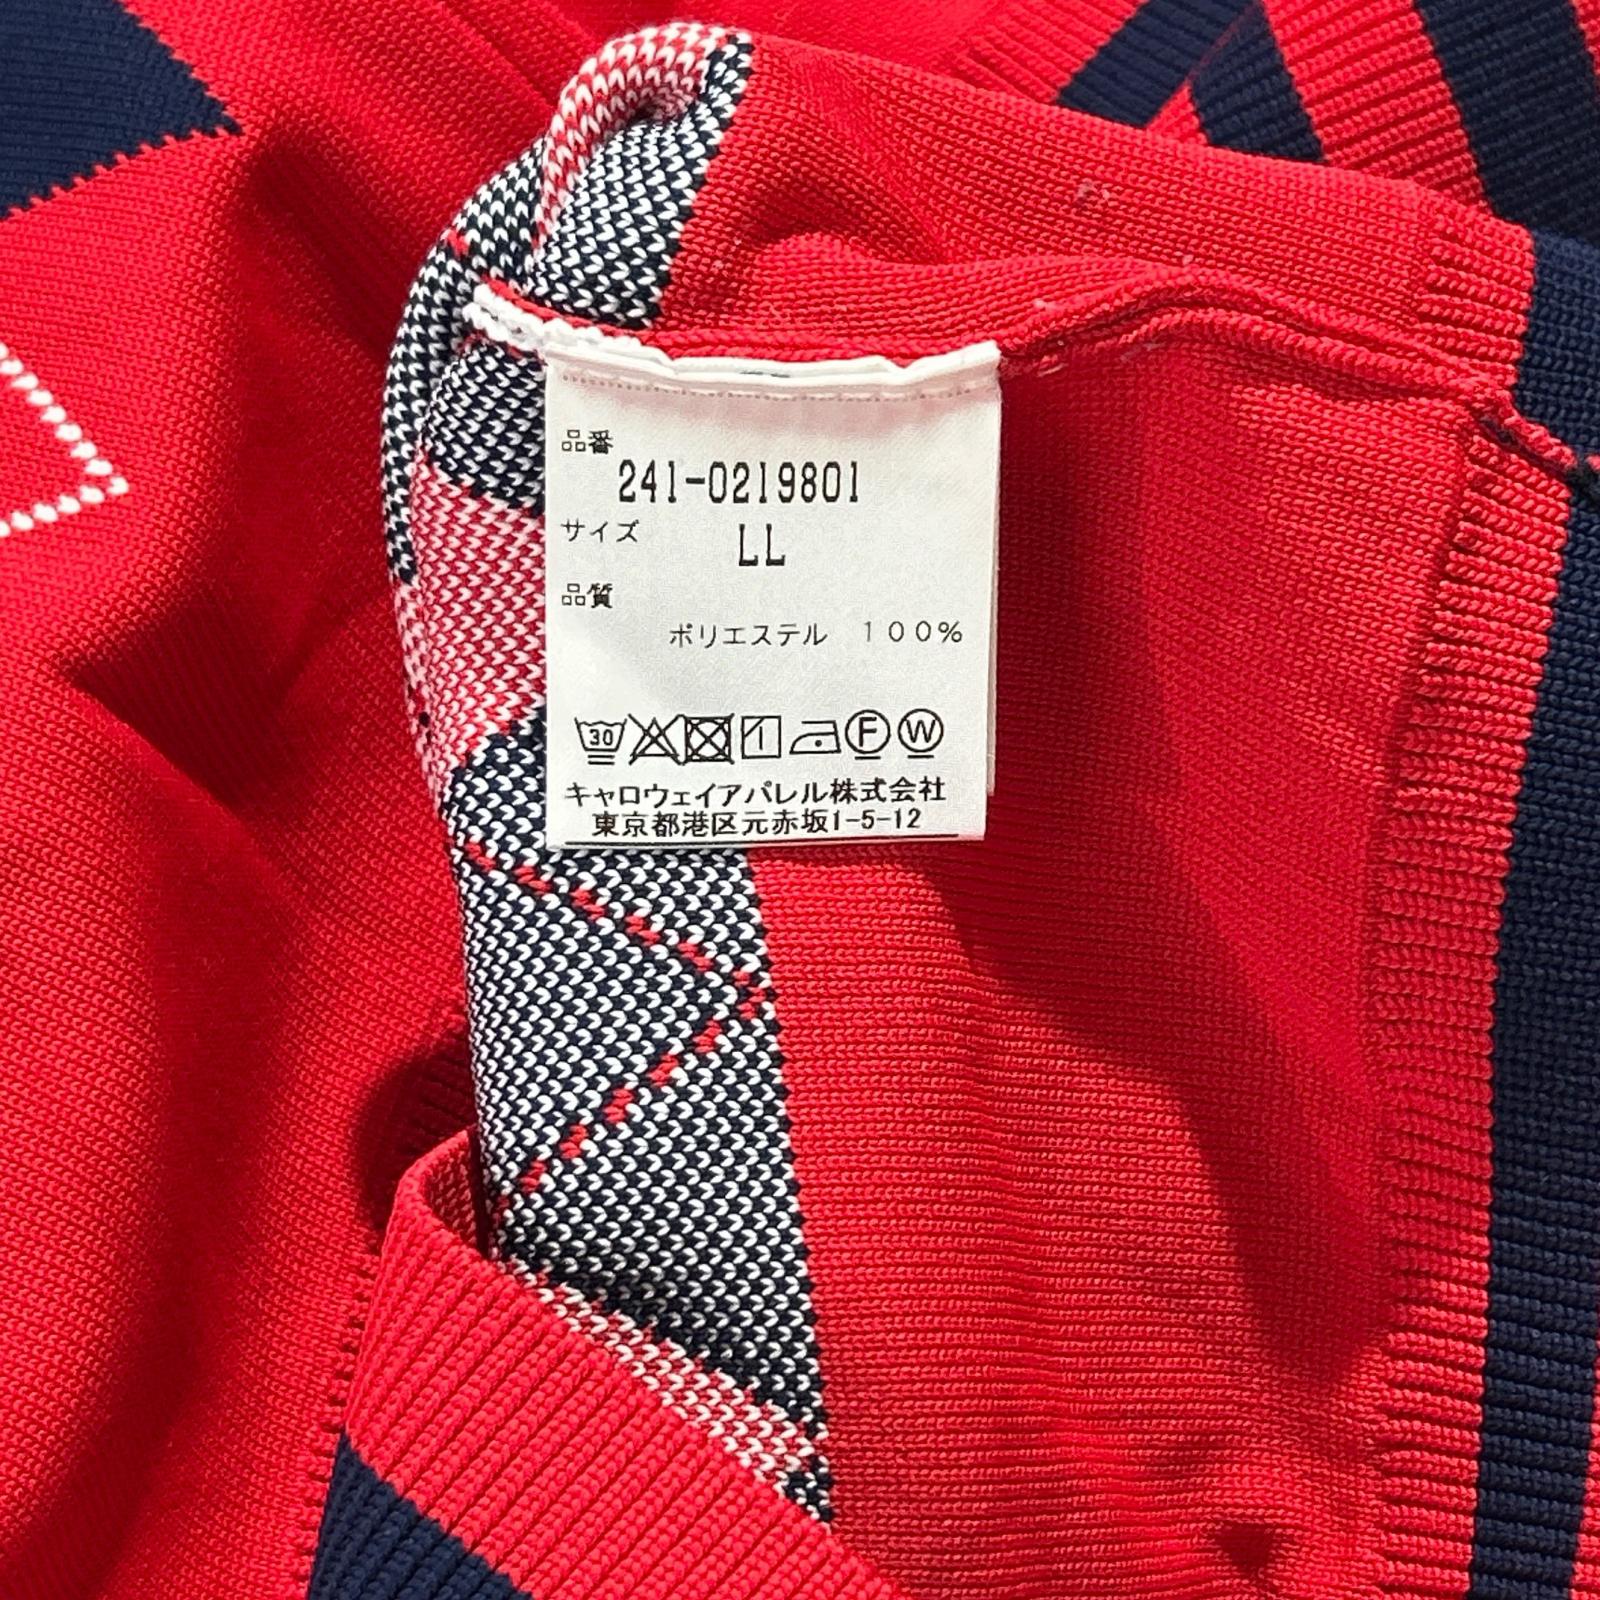 品番
241-0219801
サイズ LL
品質
ポリエステル 100%
30 F W
キャロウェイアパレル株式会社
東京都港区元赤坂1-5-12